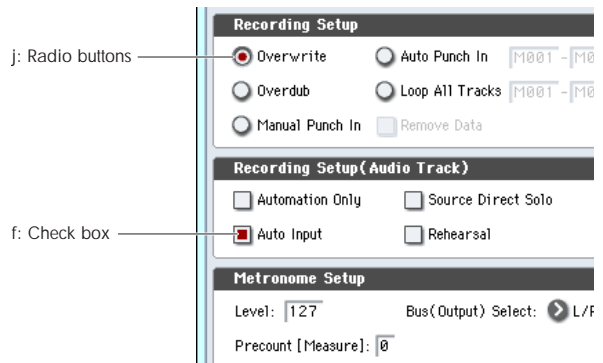 Recording Setup
j: Radio buttons
Overwrite Auto Punch In M001 - M0
Overdub Loop All Tracks M001 - M0
Manual Punch In Remove Data
Recording Setup(Audio Track)
Automation Only Source Direct Solo
f: Check box
Auto Input Rehearsal
Metronome Setup
Level: 127 Bus(Output) Select: L/R
Precount [Measure]: 0